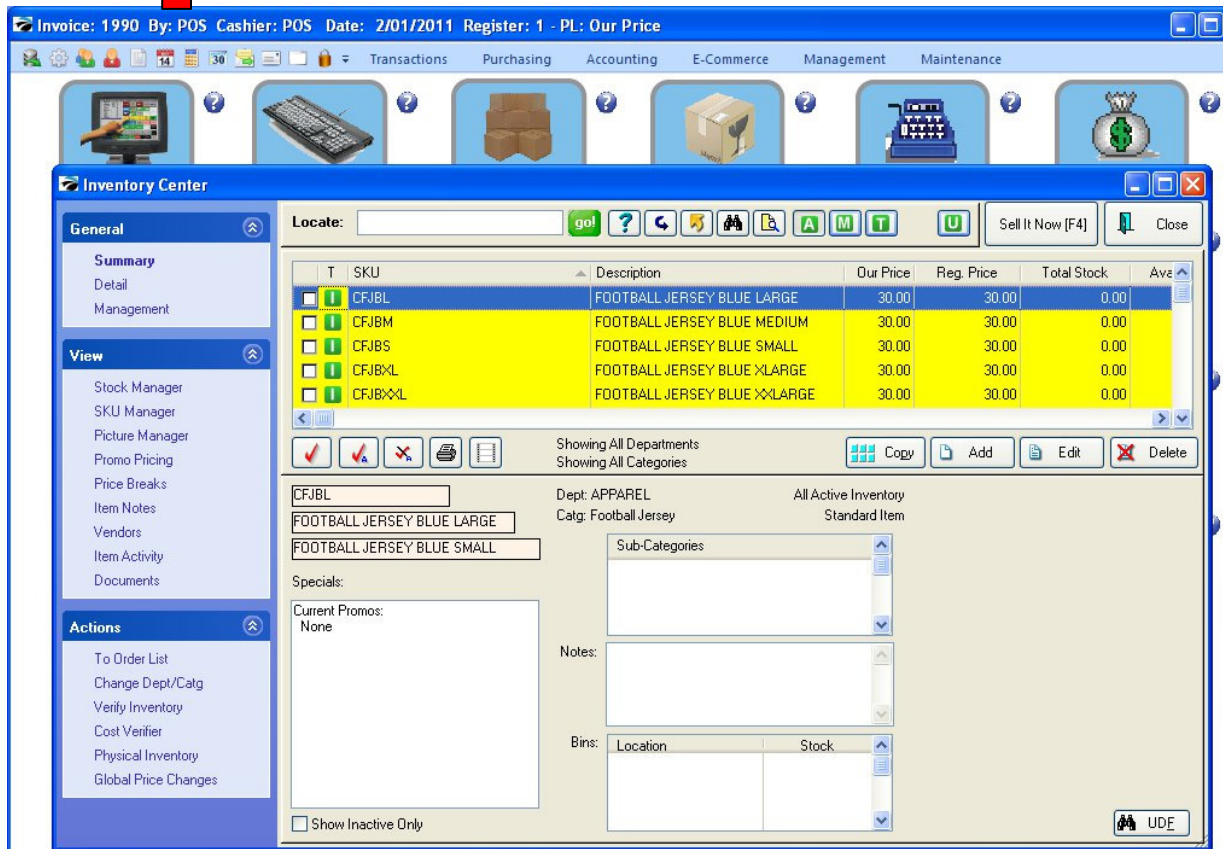 Invoice: 1990 By: POS Cashier: POS Date: 2/01/2011 Register: 1 - PL: Our Price
14 30 Transactions Purchasing Accounting E-Commerce Management Maintenance
Inventory Center
General
Summary
Detail
Management
View
Stock Manager
SKU Manager
Picture Manager
Promo Pricing
Price Breaks
Item Notes
Vendors
Item Activity
Documents
Actions
To Order List
Change Dept/Catg
Verify Inventory
Cost Verifier
Physical Inventory
Global Price Changes
Locate: go! ? A M T U Sell It Now [F4] Close
T SKU Description Our Price Reg. Price Total Stock Ava
I CFJBL FOOTBALL JERSEY BLUE LARGE 30.00 30.00 0.00
I CFJBM FOOTBALL JERSEY BLUE MEDIUM 30.00 30.00 0.00
I CFJBS FOOTBALL JERSEY BLUE SMALL 30.00 30.00 0.00
I CFJBXL FOOTBALL JERSEY BLUE XLARGE 30.00 30.00 0.00
I CFJBXXL FOOTBALL JERSEY BLUE XXLARGE 30.00 30.00 0.00
Showing All Departments
Showing All Categories
Copy Add Edit Delete
CFJBL
FOOTBALL JERSEY BLUE LARGE
FOOTBALL JERSEY BLUE SMALL
Specials:
Current Promos:
None
Show Inactive Only
Dept: APPAREL All Active Inventory
Catg: Football Jersey Standard Item
Sub-Categories
Notes:
Bins: Location Stock
UDF